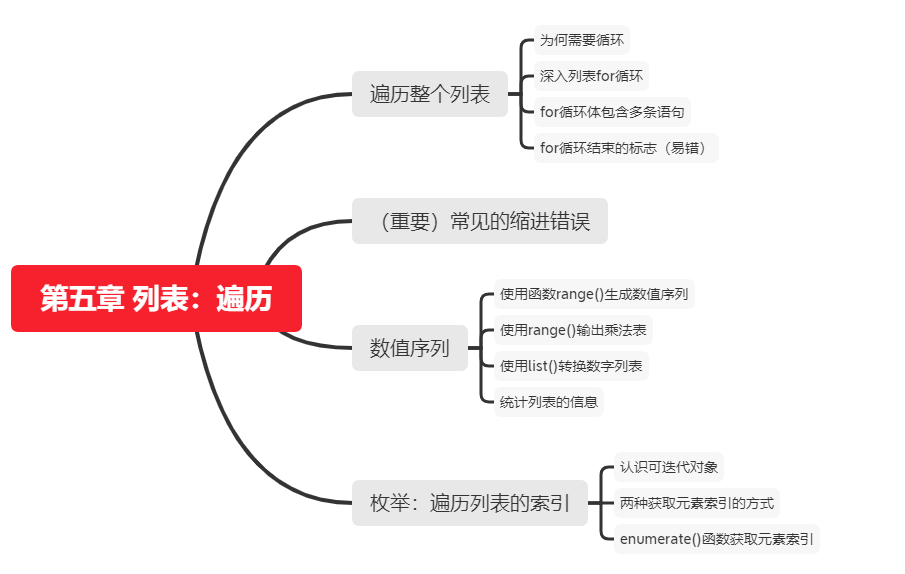 第五章 列表：遍历
遍历整个列表
为何需要循环
深入列表for循环
for循环体包含多条语句
for循环结束的标志（易错）
（重要）常见的缩进错误
数值序列
使用函数range()生成数值序列
使用range()输出乘法表
使用list()转换数字列表
统计列表的信息
枚举：遍历列表的索引
认识可迭代对象
两种获取元素索引的方式
enumerate()函数获取元素索引